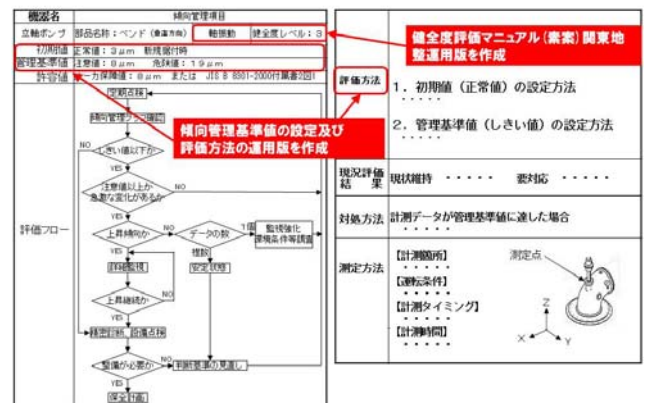 機器名
傾向管理項目
立軸ポンプ
部品名称：ベンド（垂直方向）
軸振動
健全度レベル：3
初期値
正常値：3μm 新規据付時
管理基準値
注意値：8μm 危険値：19μm
許容値
メーカ保障値：8μm または JIS B 8301-2000付属書2図1
傾向管理基準値の設定及び
評価方法の運用版を作成
評価フロー
定期点検
傾向管理グラフ確認
NO
しきい値以下か
YES
注意値以上か
急激な変化があるか
NO
YES
上昇傾向か
NO
データの数
1個
監視強化
環境条件等調査
YES
複数
詳細監視
安定状態
上昇継続か
NO
YES
精密診断、設備点検
整備が必要か
NO
判断基準の見直し
YES
保全計画
健全度評価マニュアル（素案）関東地
整運用版を作成
評価方法
1．初期値（正常値）の設定方法
・・・・・
2．管理基準値（しきい値）の設定方法
・・・・・
現況評価
結 果
現状維持 ・・・・・ 要対応 ・・・・・
対処方法
計測データが管理基準値に達した場合
・・・・・
測定方法
【計測箇所】
・・・・・
【運転条件】
・・・・・
【計測タイミング】
・・・・・
【計測時間】
・・・・・
測定点
Z
X
Y